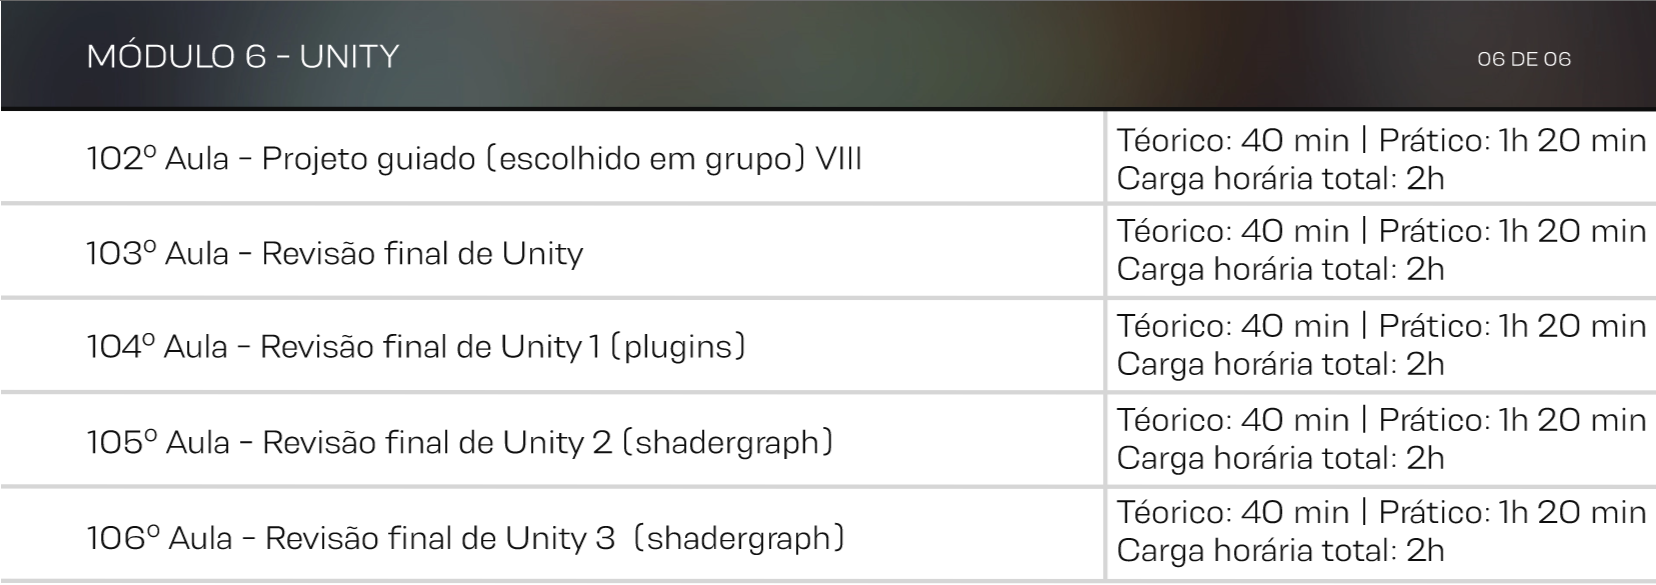 MÓDULO 6 - UNITY
06 DE 06
102º Aula - Projeto guiado (escolhido em grupo) VIII
Téorico: 40 min | Prático: 1h 20 min
Carga horária total: 2h
103º Aula - Revisão final de Unity
Téorico: 40 min | Prático: 1h 20 min
Carga horária total: 2h
104º Aula - Revisão final de Unity 1 (plugins)
Téorico: 40 min | Prático: 1h 20 min
Carga horária total: 2h
105º Aula - Revisão final de Unity 2 (shadergraph)
Téorico: 40 min | Prático: 1h 20 min
Carga horária total: 2h
106º Aula - Revisão final de Unity 3 (shadergraph)
Téorico: 40 min | Prático: 1h 20 min
Carga horária total: 2h